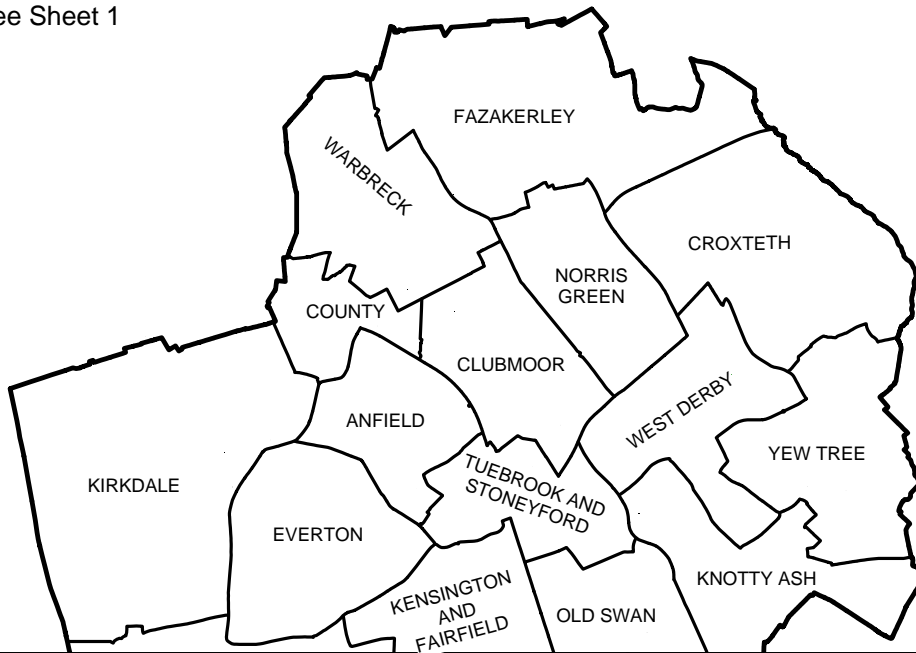 ee Sheet 1
FAZAKERLEY
WARBRECK
CROXTETH
NORRIS
GREEN
COUNTY
CLUBMOOR
WEST DERBY
ANFIELD
YEW TREE
TUEBROOK AND
STONEYFORD
KIRKDALE
EVERTON
KNOTTY ASH
KENSINGTON
AND
FAIRFIELD
OLD SWAN